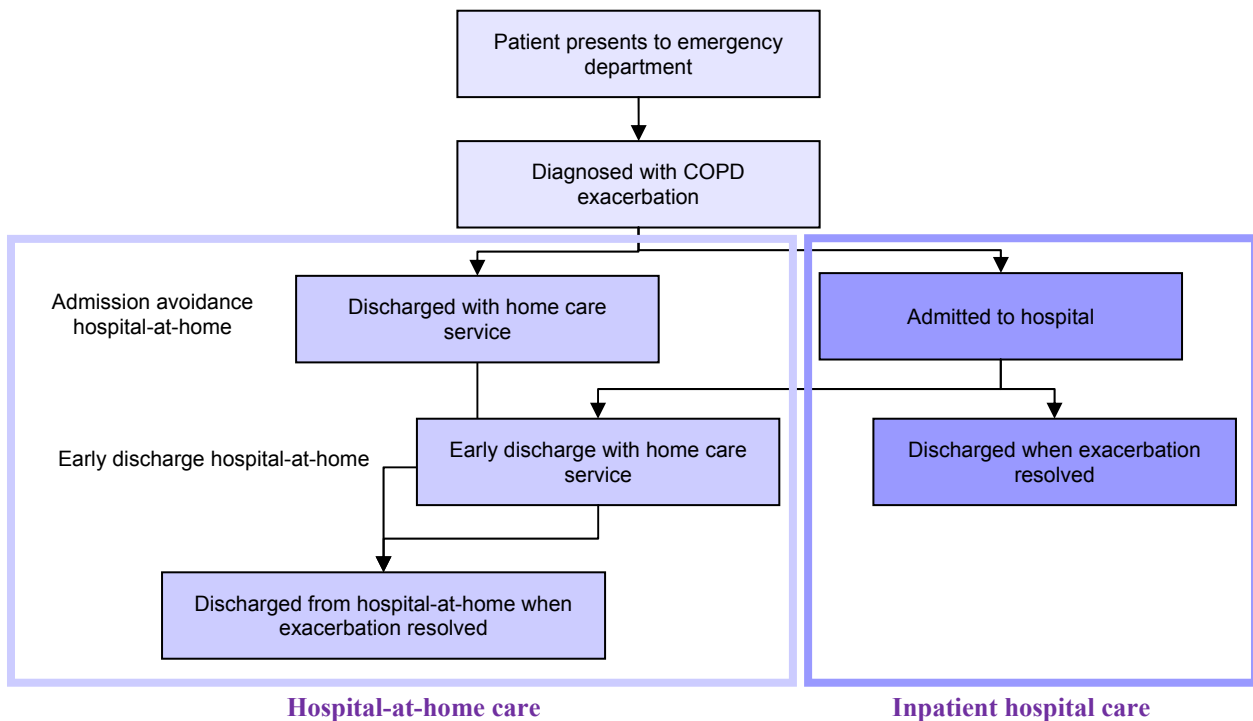 Patient presents to emergency
department
Diagnosed with COPD
exacerbation
Admission avoidance
hospital-at-home
Discharged with home care
service
Admitted to hospital
Early discharge hospital-at-home
Early discharge with home care
service
Discharged when exacerbation
resolved
Discharged from hospital-at-home when
exacerbation resolved
Hospital-at-home care
Inpatient hospital care